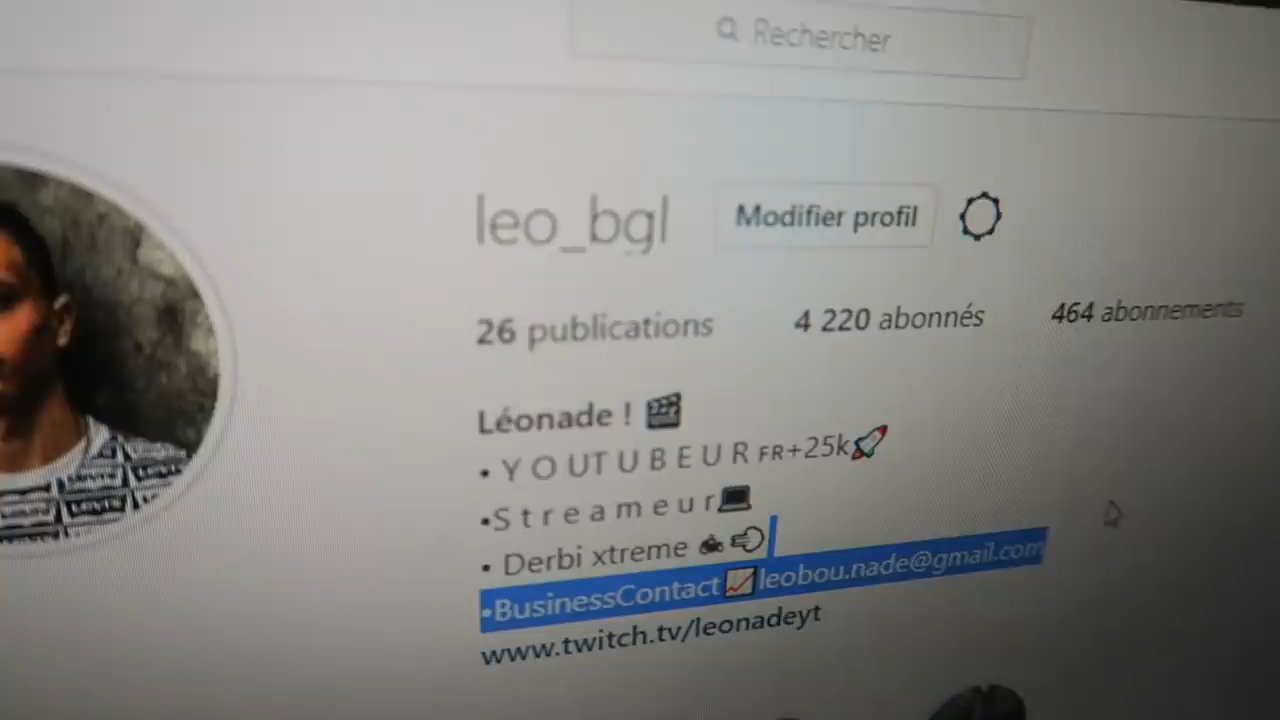 Rechercher
leo_bgl Modifier profil
26 publications 4 220 abonnés 464 abonnements
Léonade ! 🎬
• Y O U T U B E U R FR+25k🚀
•S t r e a m e u r💻
• Derbi xtreme 🏍💨
•BusinessContact📈leobou.nade@gmail.com
www.twitch.tv/leonadeyt